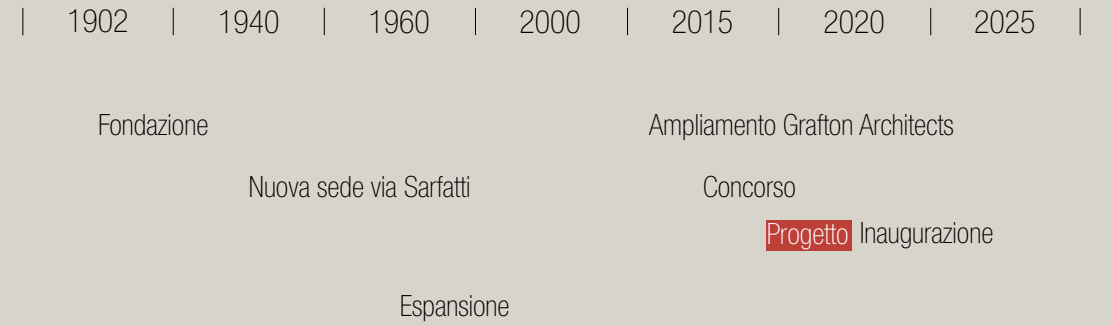 | 1902 | 1940 | 1960 | 2000 | 2015 | 2020 | 2025 |
Fondazione Ampliamento Grafton Architects
Nuova sede via Sarfatti Concorso
Progetto Inaugurazione
Espansione